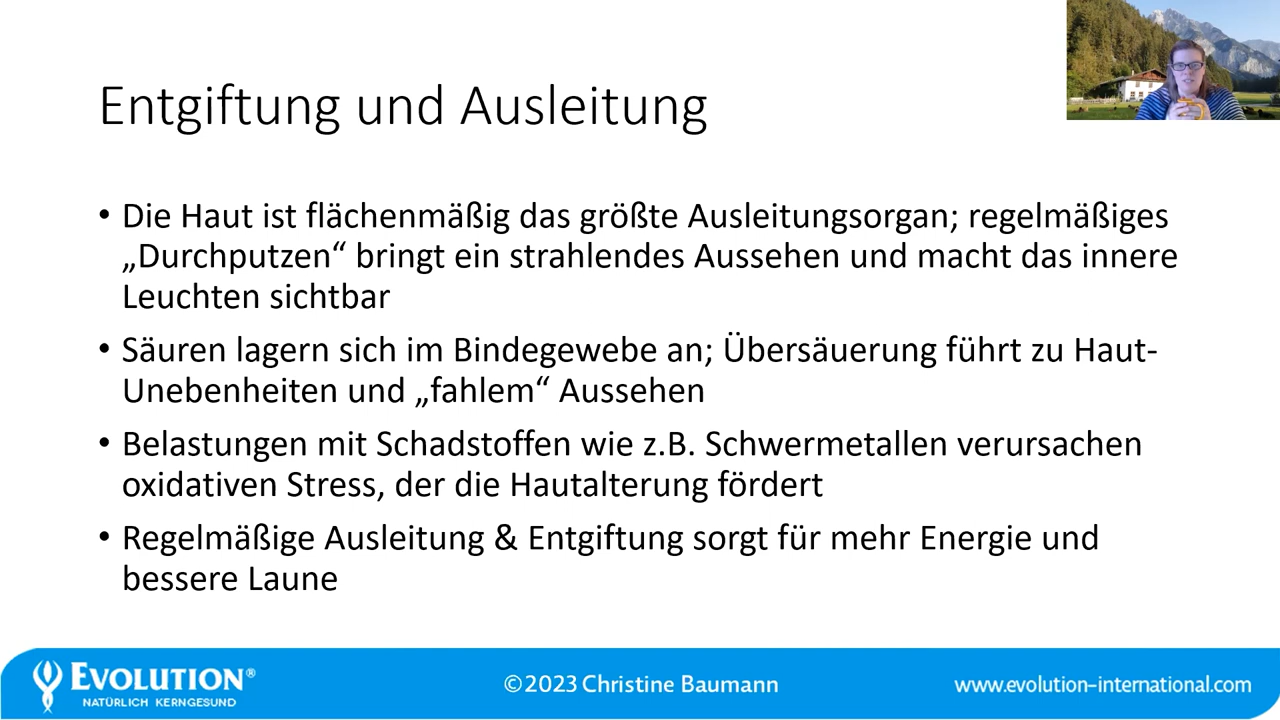 Entgiftung und Ausleitung
• Die Haut ist flächenmäßig das größte Ausleitungsorgan; regelmäßiges
„Durchputzen“ bringt ein strahlendes Aussehen und macht das innere
Leuchten sichtbar
• Säuren lagern sich im Bindegewebe an; Übersäuerung führt zu Haut-
Unebenheiten und „fahlem“ Aussehen
• Belastungen mit Schadstoffen wie z.B. Schwermetallen verursachen
oxidativen Stress, der die Hautalterung fördert
• Regelmäßige Ausleitung & Entgiftung sorgt für mehr Energie und
bessere Laune
EVOLUTION®
NATÜRLICH KERNGESUND
©2023 Christine Baumann
www.evolution-international.com